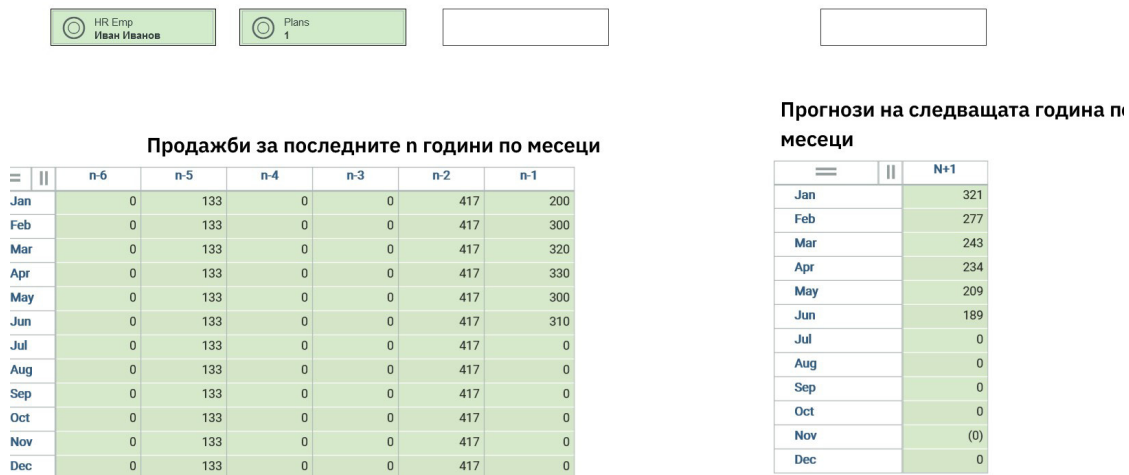 HR Emp
Иван Иванов
Plans
1
Прогнози на следващата година по
месеци
Продажби за последните n години по месеци
n-6 n-5 n-4 n-3 n-2 n-1
Jan 0 133 0 0 417 200
Feb 0 133 0 0 417 300
Mar 0 133 0 0 417 320
Apr 0 133 0 0 417 330
May 0 133 0 0 417 300
Jun 0 133 0 0 417 310
Jul 0 133 0 0 417 0
Aug 0 133 0 0 417 0
Sep 0 133 0 0 417 0
Oct 0 133 0 0 417 0
Nov 0 133 0 0 417 0
Dec 0 133 0 0 417 0
N+1
Jan 321
Feb 277
Mar 243
Apr 234
May 209
Jun 189
Jul 0
Aug 0
Sep 0
Oct 0
Nov (0)
Dec 0